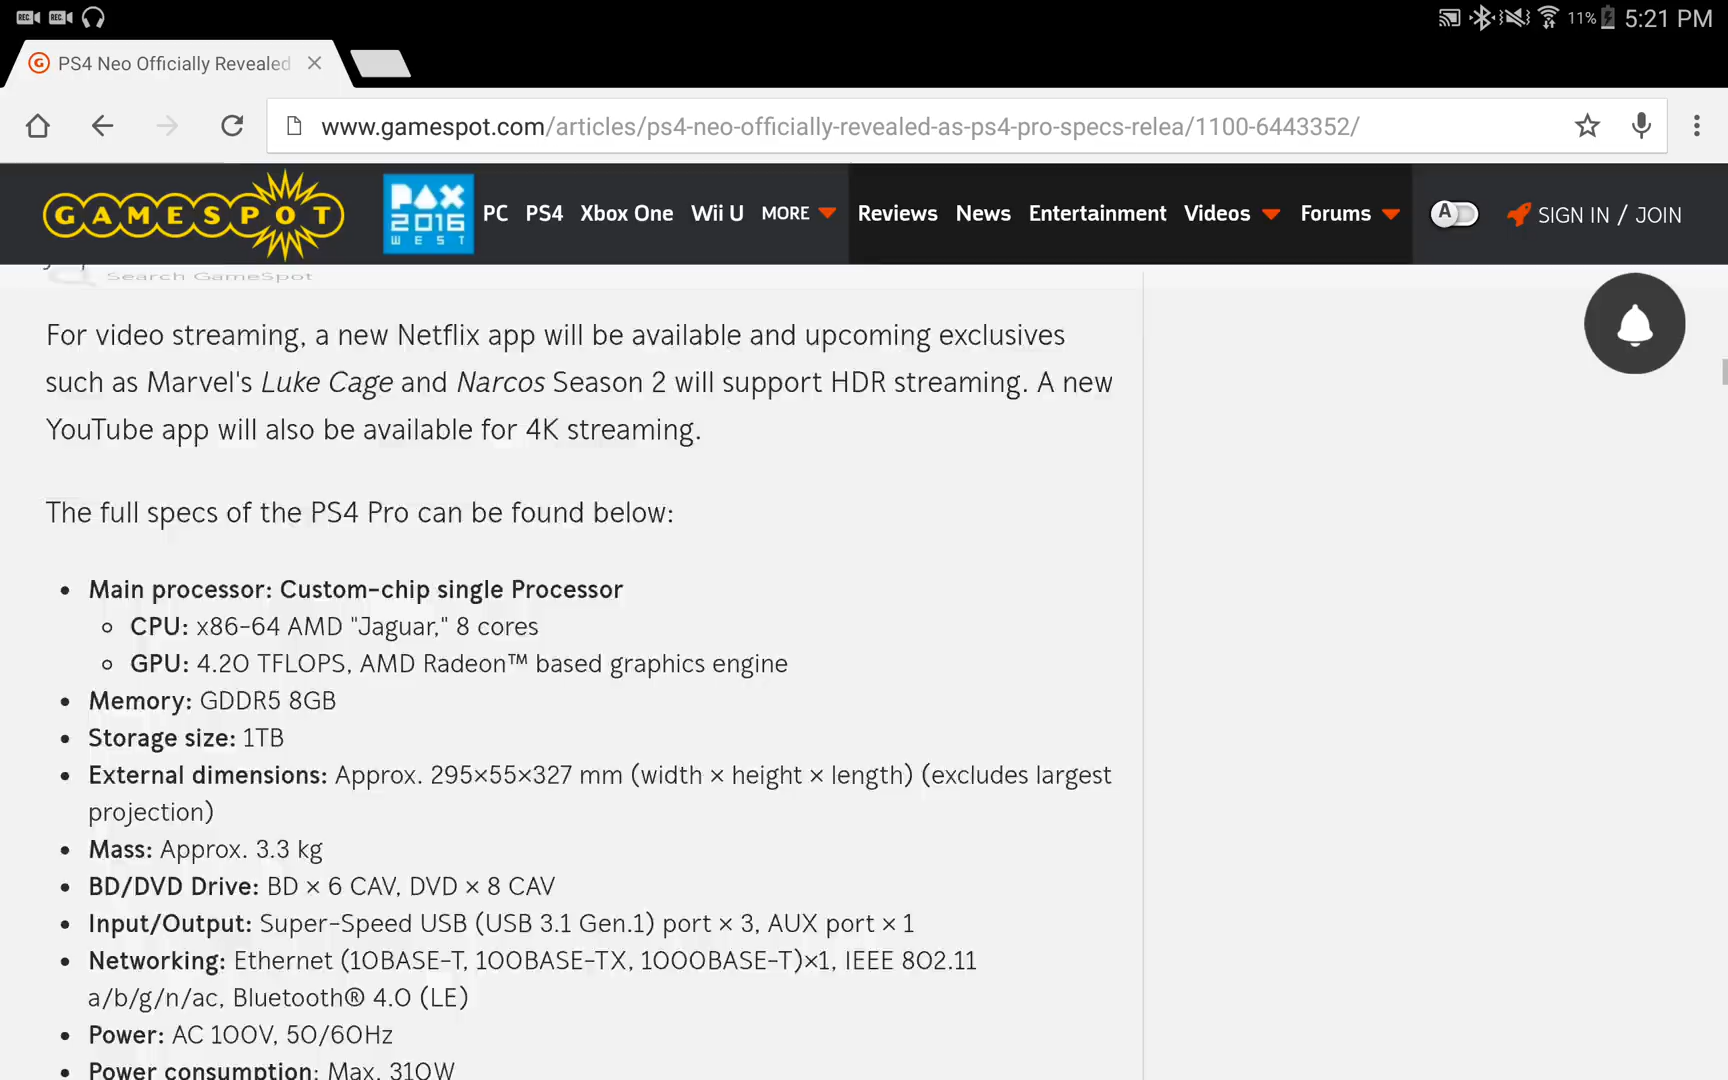 REC REC 11% 5:21 PM
PS4 Neo Officially Revealed
www.gamespot.com/articles/ps4-neo-officially-revealed-as-ps4-pro-specs-relea/1100-6443352/
GAMESPOT PAX 2016 WEST PC PS4 Xbox One Wii U MORE Reviews News Entertainment Videos Forums A SIGN IN / JOIN
Search GameSpot
For video streaming, a new Netflix app will be available and upcoming exclusives
such as Marvel's Luke Cage and Narcos Season 2 will support HDR streaming. A new
YouTube app will also be available for 4K streaming.
The full specs of the PS4 Pro can be found below:
Main processor: Custom-chip single Processor
CPU: x86-64 AMD "Jaguar," 8 cores
GPU: 4.20 TFLOPS, AMD Radeon™ based graphics engine
Memory: GDDR5 8GB
Storage size: 1TB
External dimensions: Approx. 295×55×327 mm (width × height × length) (excludes largest
projection)
Mass: Approx. 3.3 kg
BD/DVD Drive: BD × 6 CAV, DVD × 8 CAV
Input/Output: Super-Speed USB (USB 3.1 Gen.1) port × 3, AUX port × 1
Networking: Ethernet (10BASE-T, 100BASE-TX, 1000BASE-T)×1, IEEE 802.11
a/b/g/n/ac, Bluetooth® 4.0 (LE)
Power: AC 100V, 50/60Hz
Power consumption: Max. 310W